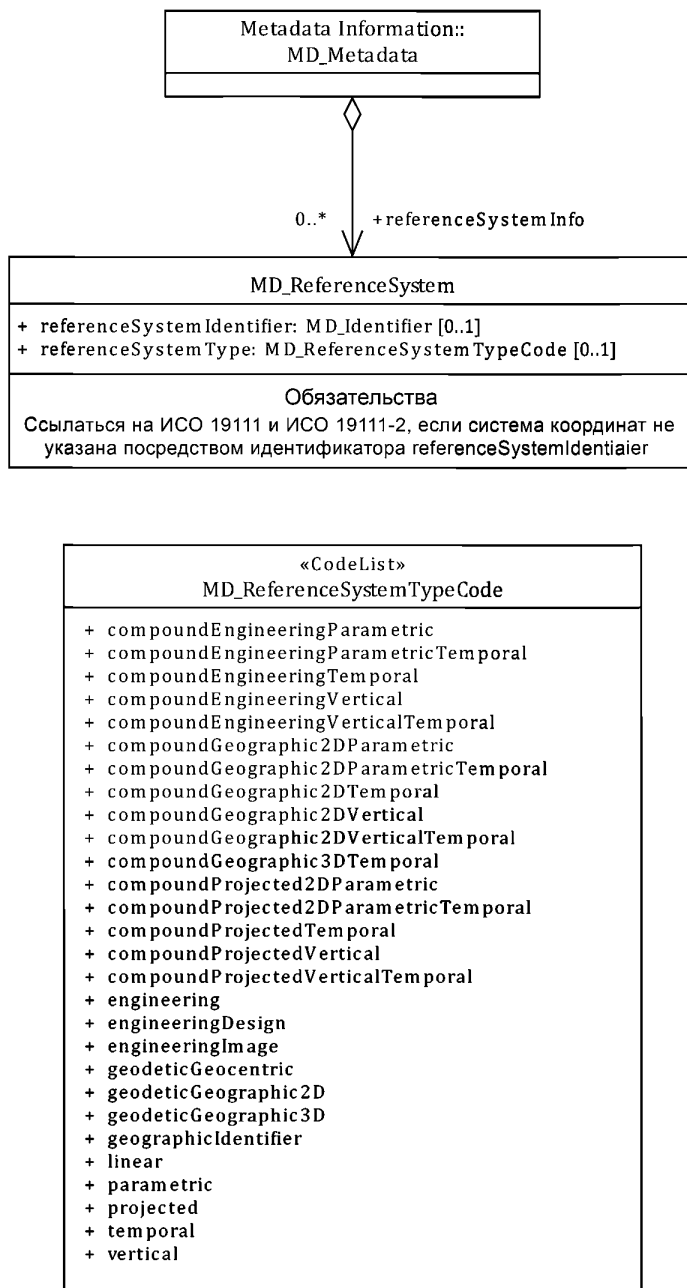 Metadata Information::
MD_Metadata
0..* +referenceSystemInfo
MD_ReferenceSystem
+ referenceSystemIdentifier: MD_Identifier [0..1]
+ referenceSystemType: MD_ReferenceSystemTypeCode [0..1]
Обязательства
Ссылаться на ИСО 19111 и ИСО 19111-2, если система координат не
указана посредством идентификатора referenceSystemIdentiaier
«CodeList»
MD_ReferenceSystemTypeCode
+ compoundEngineeringParametric
+ compoundEngineeringParametricTemporal
+ compoundEngineeringTemporal
+ compoundEngineeringVertical
+ compoundEngineeringVerticalTemporal
+ compoundGeographic2DParametric
+ compoundGeographic2DParametricTemporal
+ compoundGeographic2DTemporal
+ compoundGeographic2DVertical
+ compoundGeographic2DVerticalTemporal
+ compoundGeographic3DTemporal
+ compoundProjected2DParametric
+ compoundProjected2DParametricTemporal
+ compoundProjectedTemporal
+ compoundProjectedVertical
+ compoundProjectedVerticalTemporal
+ engineering
+ engineeringDesign
+ engineeringImage
+ geodeticGeocentric
+ geodeticGeographic2D
+ geodeticGeographic3D
+ geographicIdentifier
+ linear
+ parametric
+ projected
+ temporal
+ vertical